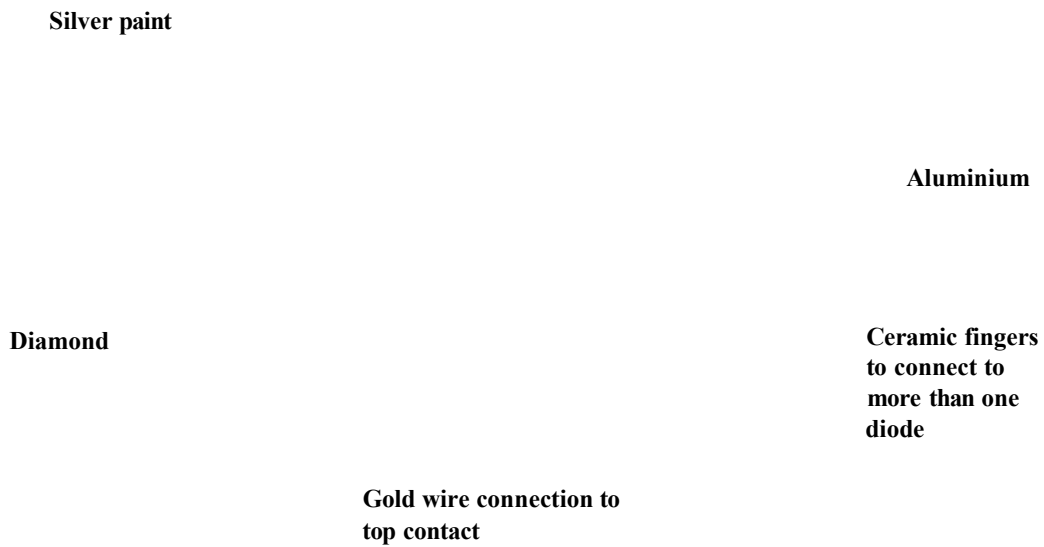 Silver paint
Aluminium
Diamond
Ceramic fingers
to connect to
more than one
diode
Gold wire connection to
top contact